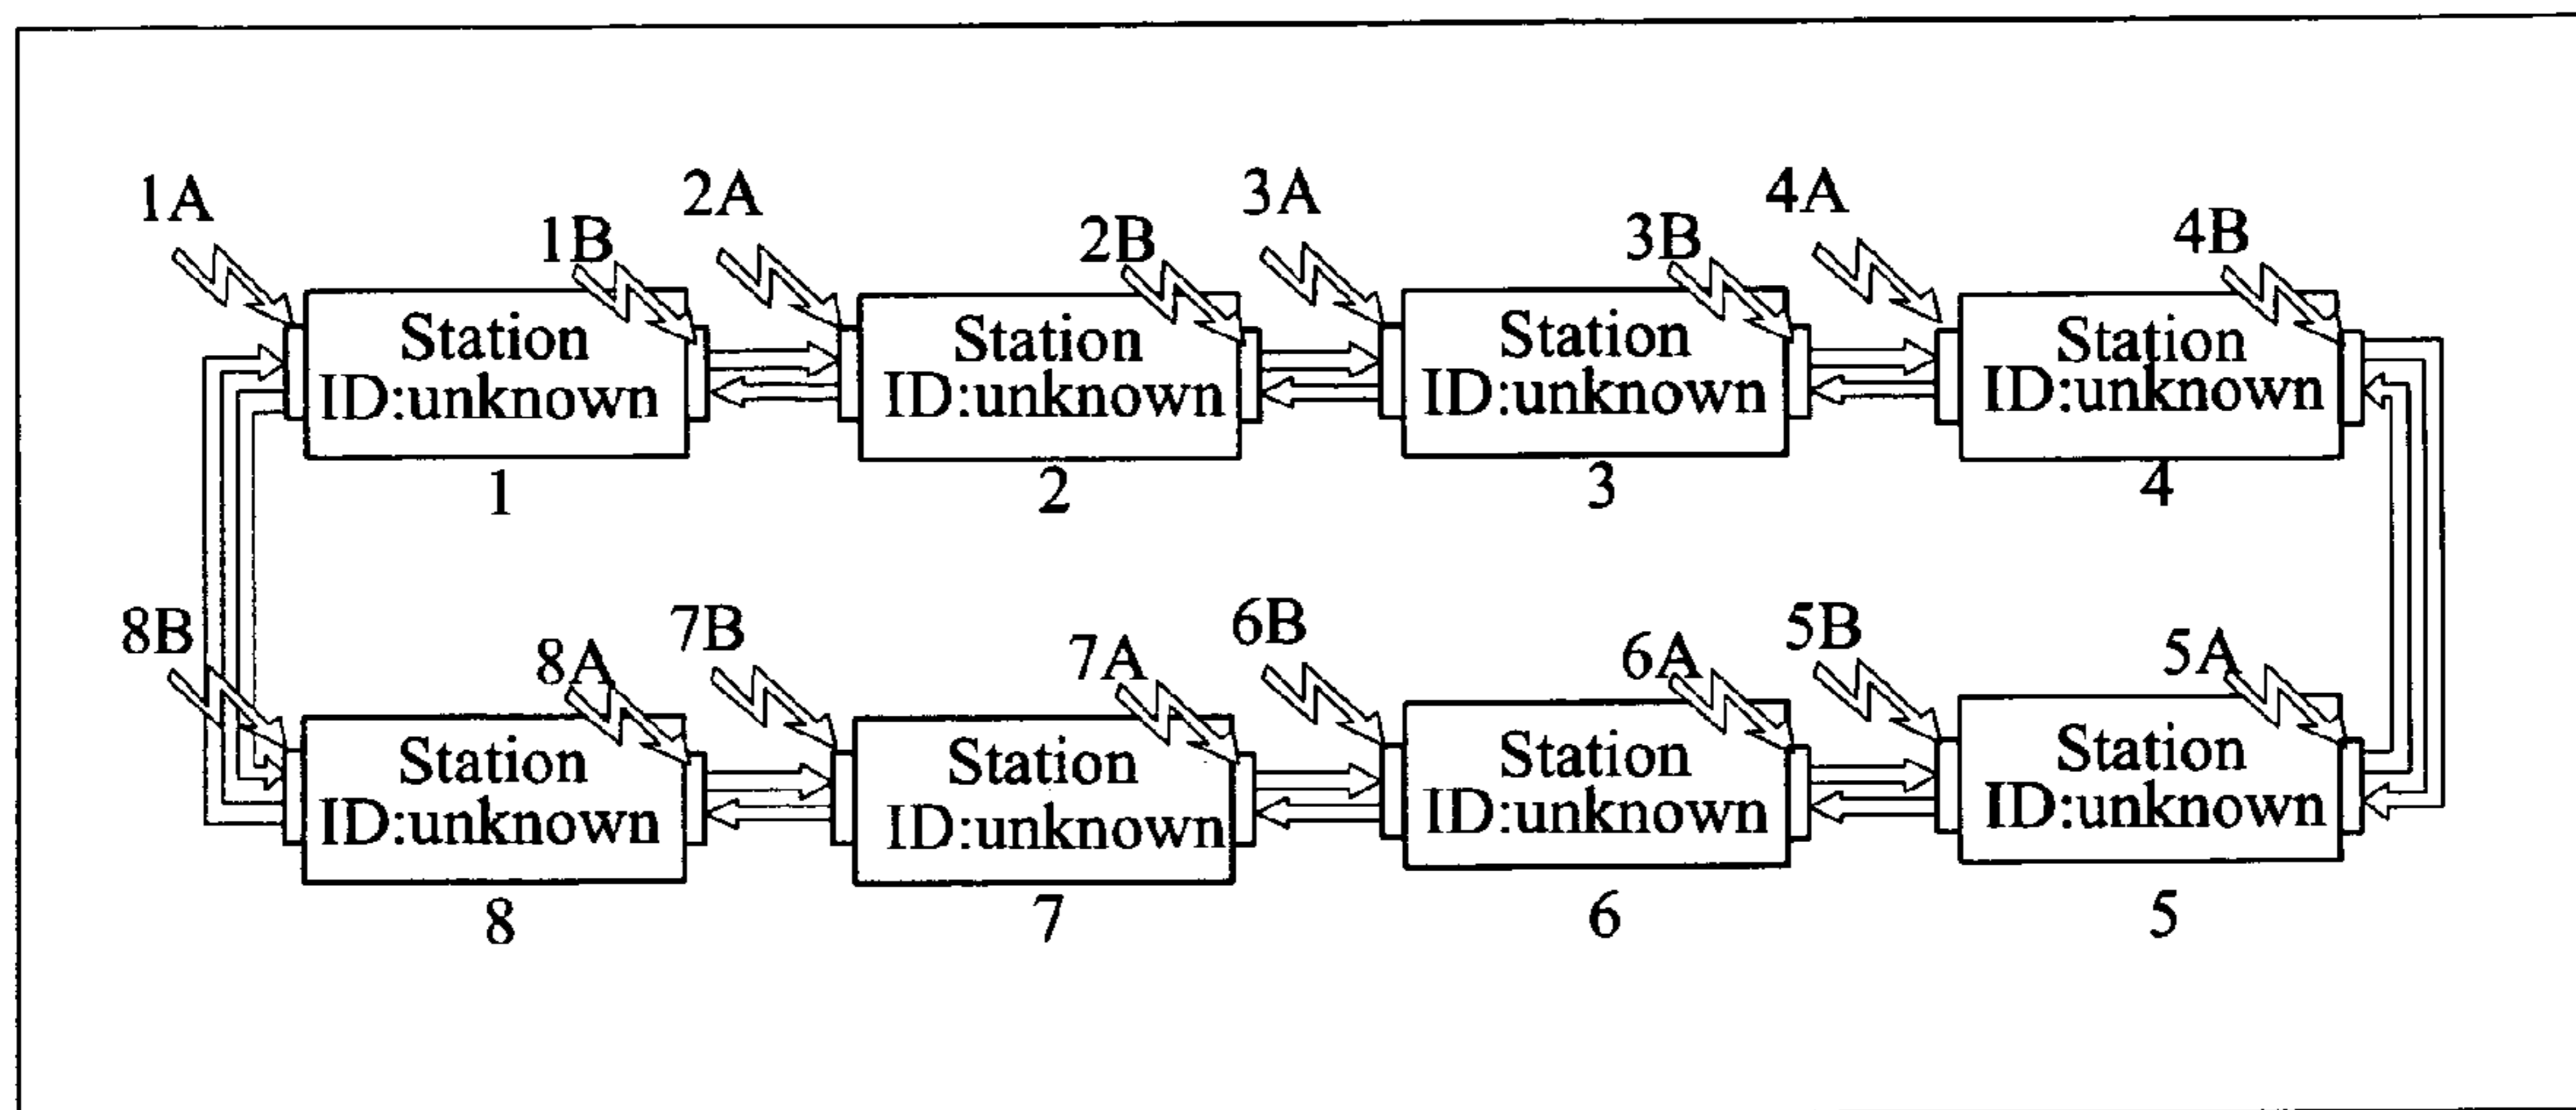 1A
1B
2A
2B
3A
3B
4A
4B
Station
ID:unknown
1
Station
ID:unknown
2
Station
ID:unknown
3
Station
ID:unknown
4
8B
8A
7B
7A
6B
6A
5B
5A
Station
ID:unknown
8
Station
ID:unknown
7
Station
ID:unknown
6
Station
ID:unknown
5